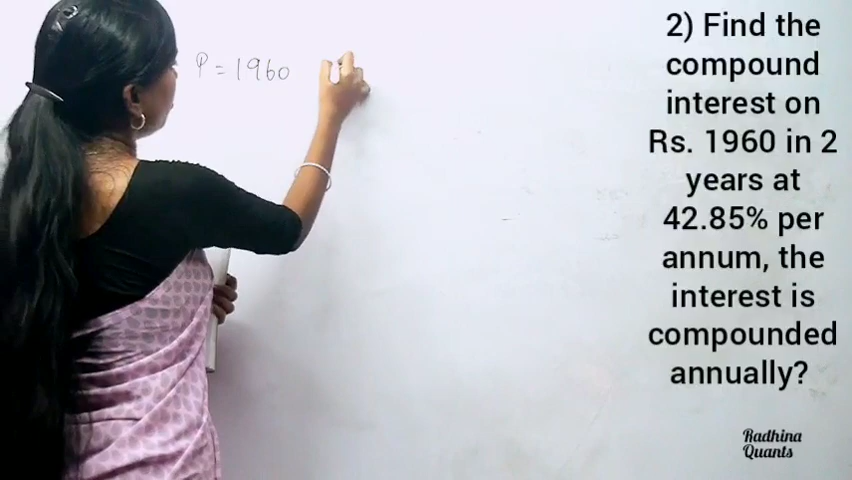 P = 1960
2) Find the
compound
interest on
Rs. 1960 in 2
years at
42.85% per
annum, the
interest is
compounded
annually?
Radhina
Quants